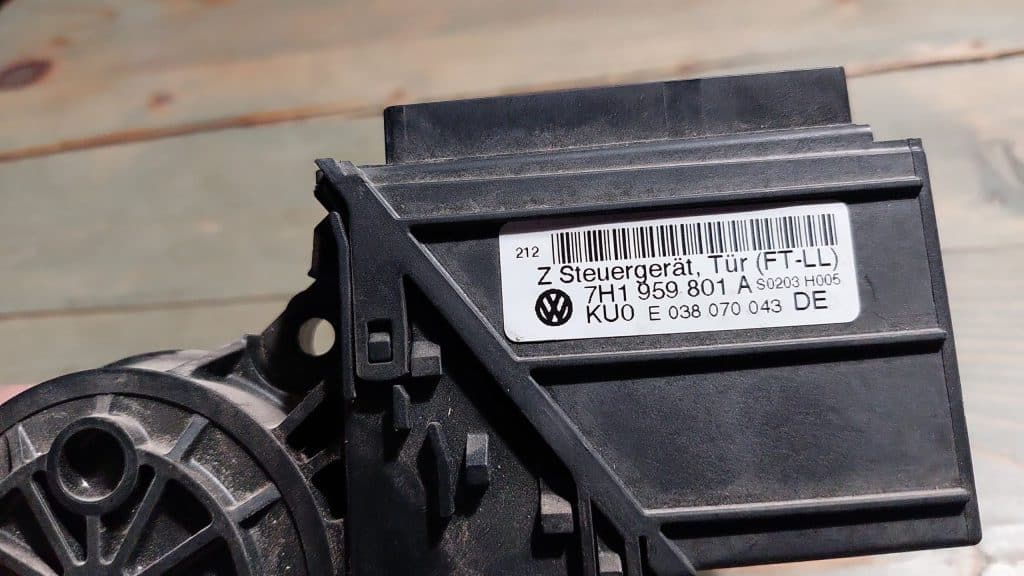 212
Z Steuergerät, Tür (FT-LL)
7H1 959 801 A S0203 H005
KU0 E 038 070 043 DE